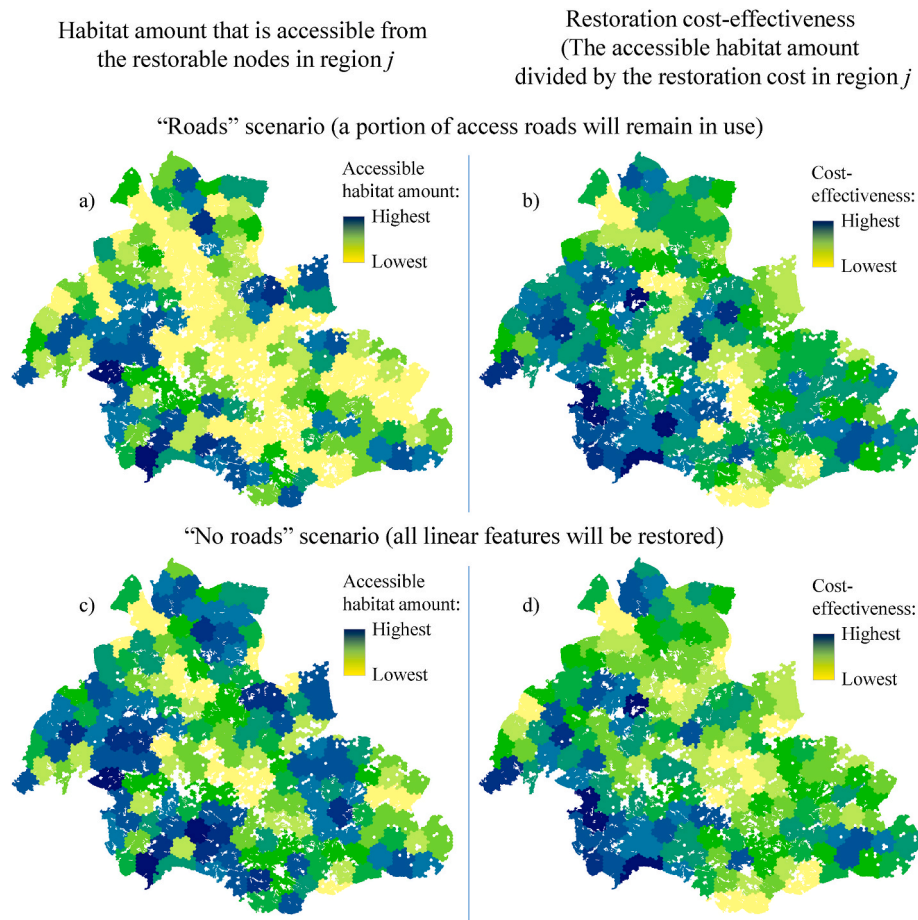 Habitat amount that is accessible from
the restorable nodes in region j
Restoration cost-effectiveness
(The accessible habitat amount
divided by the restoration cost in region j
“Roads” scenario (a portion of access roads will remain in use)
a)
Accessible
habitat amount:
Highest
Lowest
b)
Cost-
effectiveness:
Highest
Lowest
“No roads” scenario (all linear features will be restored)
c)
Accessible
habitat amount:
Highest
Lowest
d)
Cost-
effectiveness:
Highest
Lowest